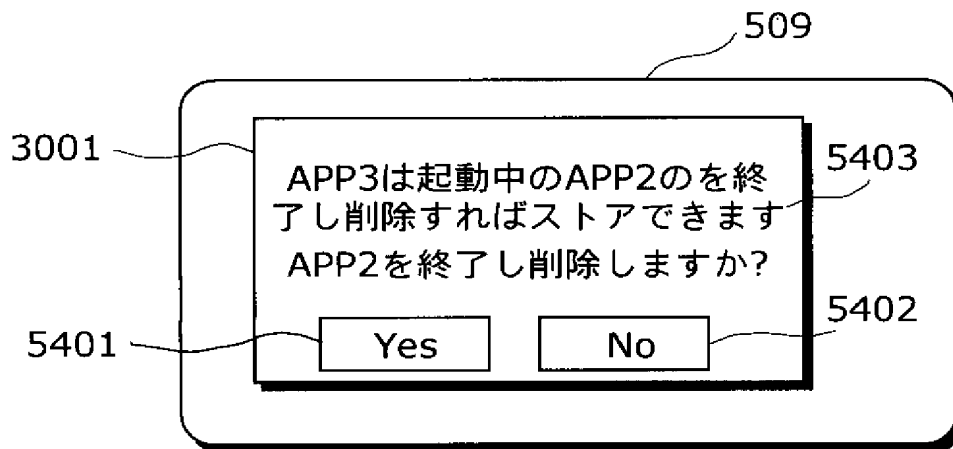 509
3001
APP3は起動中のAPP2のを終
5403
了し削除すればストアできます
APP2を終了し削除しますか?
5402
5401
Yes
No